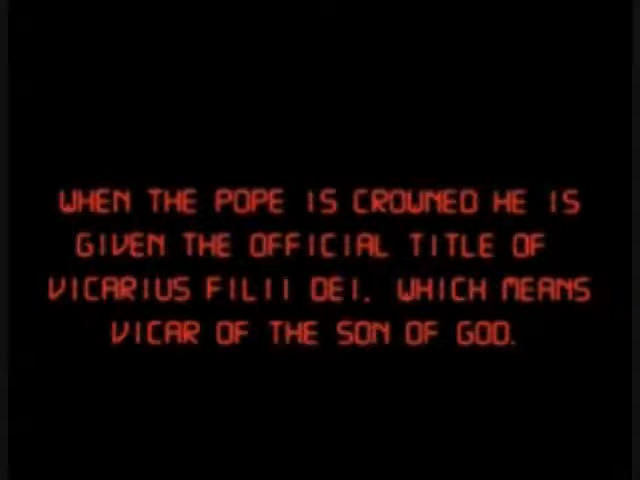 WHEN THE POPE IS CROWNED HE IS
GIVEN THE OFFICIAL TITLE OF
VICARIUS FILII DEI, WHICH MEANS
VICAR OF THE SON OF GOD.